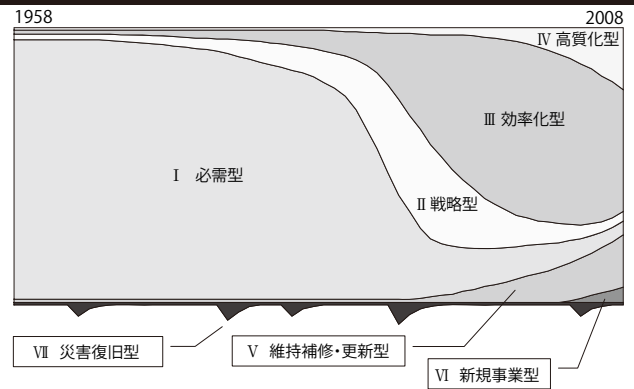 1958
2008
Ⅳ 高質化型
Ⅲ 効率化型
Ⅰ 必需型
Ⅱ 戦略型
Ⅶ 災害復旧型
Ⅴ 維持補修・更新型
Ⅵ 新規事業型